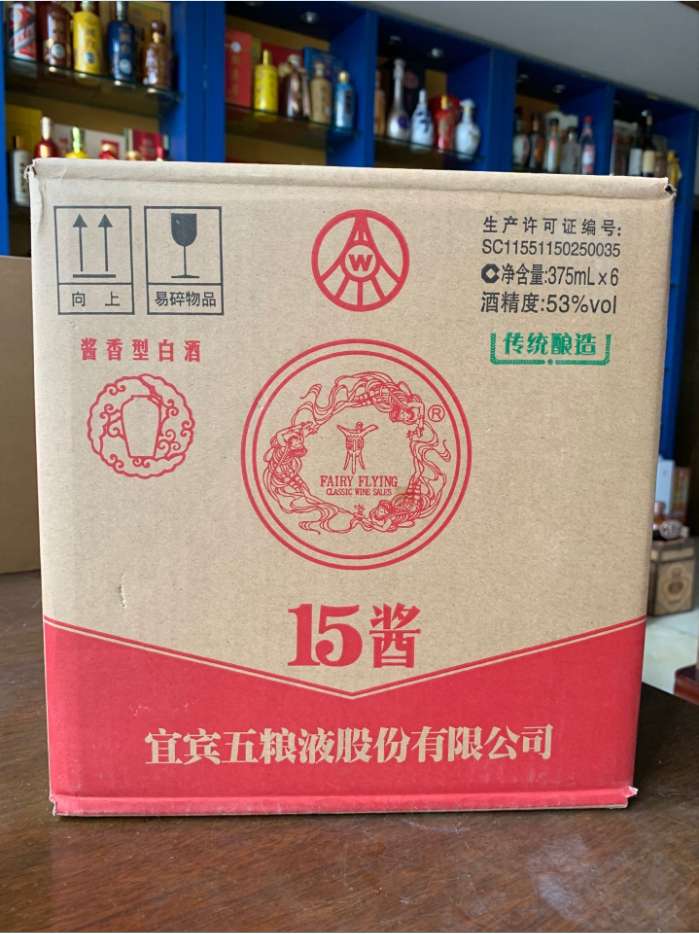 向 上
易碎物品
W
生产许可证编号:
SC11551150250035
净含量:375mL x 6
酒精度:53%vol
传统酿造
酱香型白酒
®
FAIRY FLYING
CLASSIC WINE SALES
15酱
宜宾五粮液股份有限公司